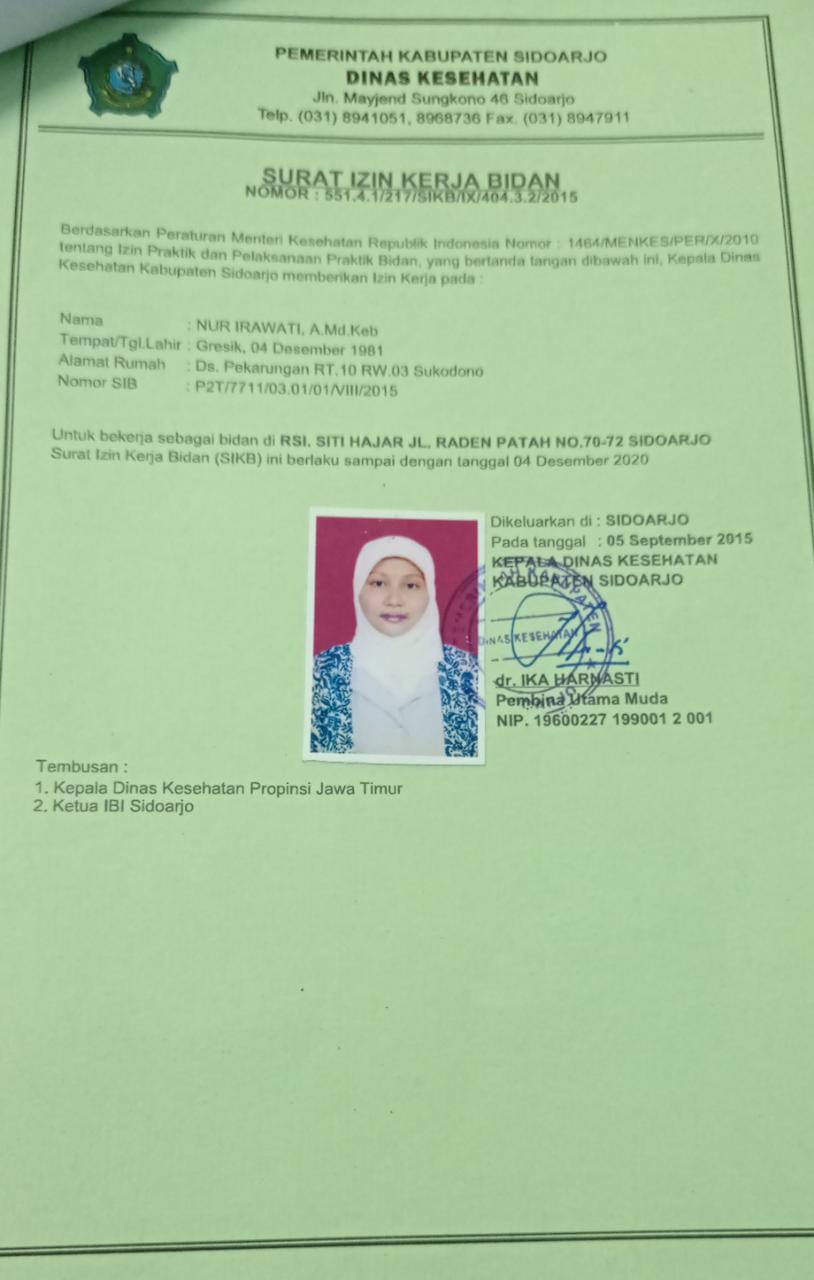 PEMERINTAH KABUPATEN SIDOARJO
DINAS KESEHATAN
Jln. Mayjend Sungkono 46 Sidoarjo
Telp. (031) 8941051, 8968736 Fax. (031) 8947911
SURAT IZIN KERJA BIDAN
NOMOR : 551.4.1/217/SIKB/IX/404.3.2/2015
Berdasarkan Peraturan Menteri Kesehatan Republik Indonesia Nomor : 1464/MENKES/PER/X/2010
tentang Izin Praktik dan Pelaksanaan Praktik Bidan, yang bertanda tangan dibawah ini, Kepala Dinas
Kesehatan Kabupaten Sidoarjo memberikan Izin Kerja pada :
Nama : NUR IRAWATI, A.Md.Keb
Tempat/Tgl.Lahir : Gresik, 04 Desember 1981
Alamat Rumah : Ds. Pekarungan RT.10 RW.03 Sukodono
Nomor SIB : P2T/7711/03.01/01/VIII/2015
Untuk bekerja sebagai bidan di RSI. SITI HAJAR JL. RADEN PATAH NO.70-72 SIDOARJO
Surat Izin Kerja Bidan (SIKB) ini berlaku sampai dengan tanggal 04 Desember 2020
Dikeluarkan di : SIDOARJO
Pada tanggal : 05 September 2015
KEPALA DINAS KESEHATAN
KABUPATEN SIDOARJO
DINAS KESEHATAN
dr. IKA HARNASTI
Pembina Utama Muda
NIP. 19600227 199001 2 001
Tembusan :
1. Kepala Dinas Kesehatan Propinsi Jawa Timur
2. Ketua IBI Sidoarjo